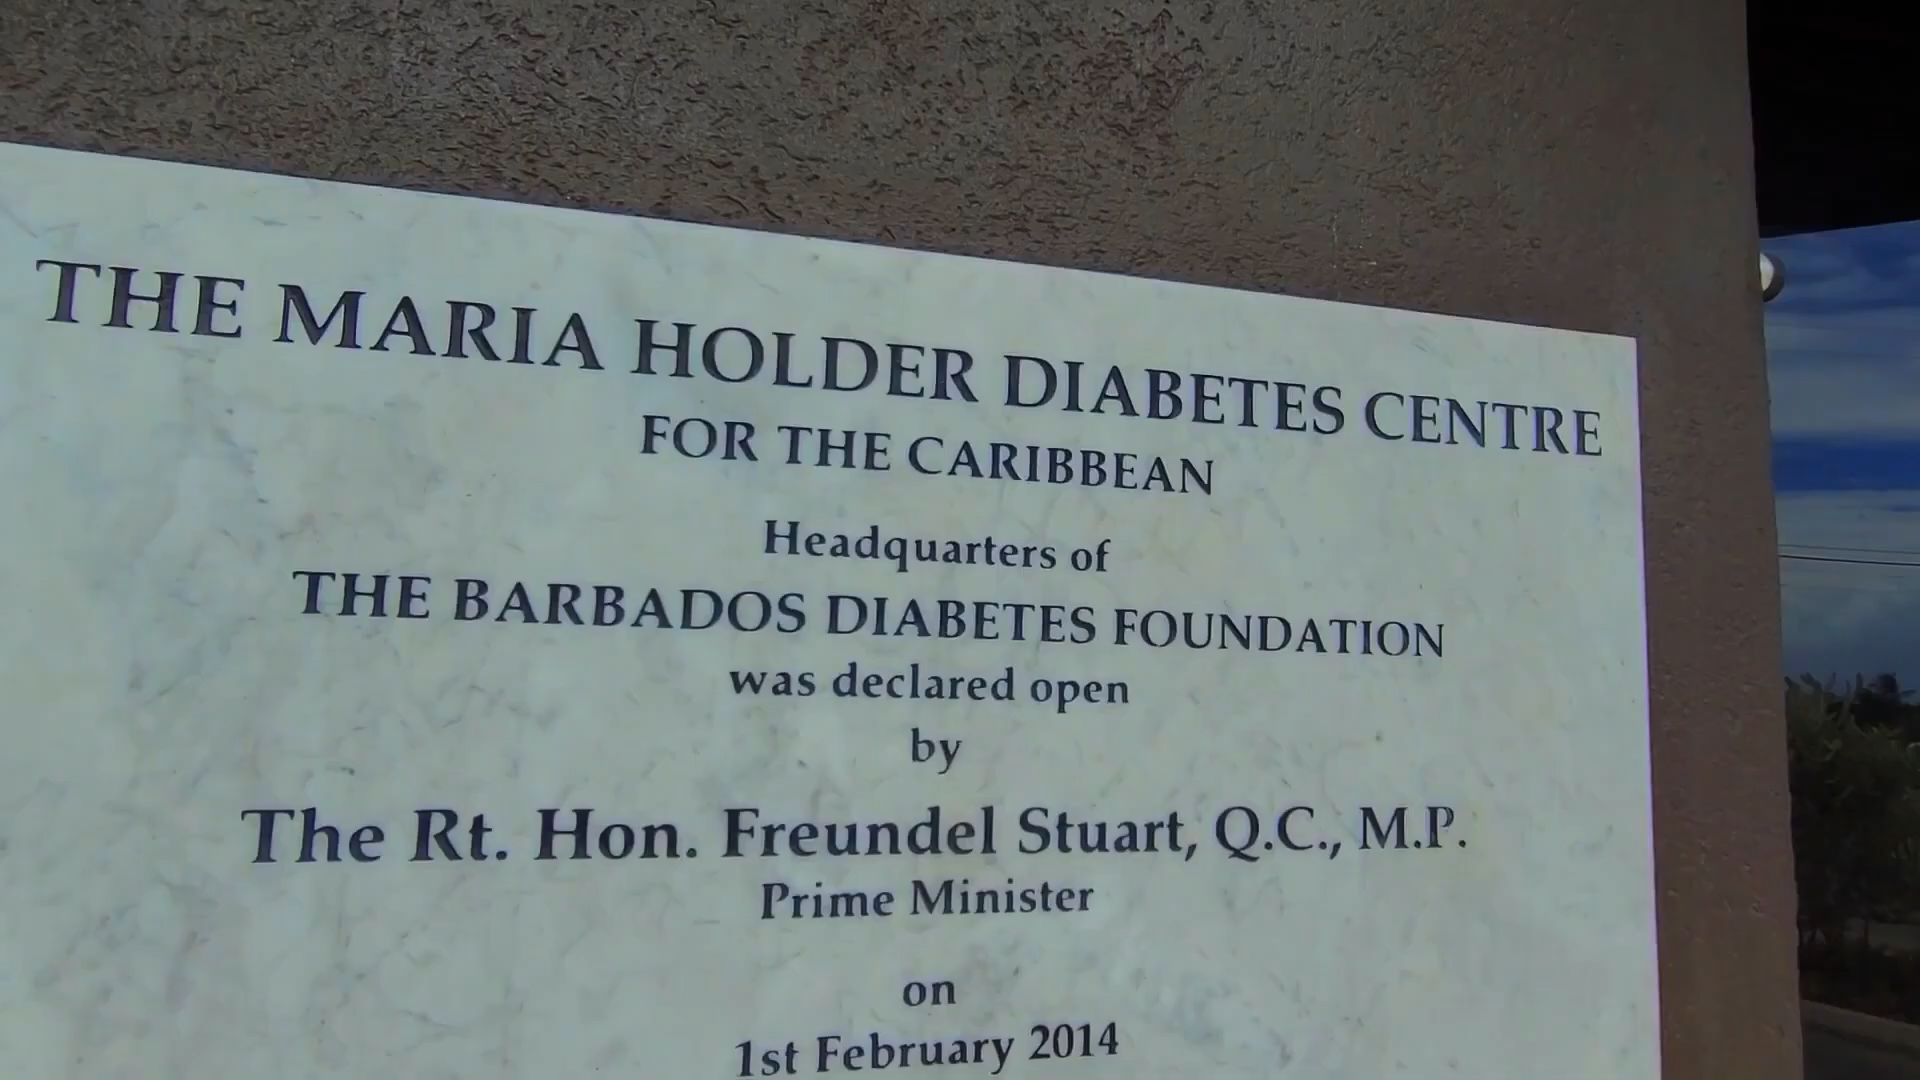 THE MARIA HOLDER DIABETES CENTRE
FOR THE CARIBBEAN
Headquarters of
THE BARBADOS DIABETES FOUNDATION
was declared open
by
The Rt. Hon. Freundel Stuart, Q.C., M.P.
Prime Minister
on
1st February 2014